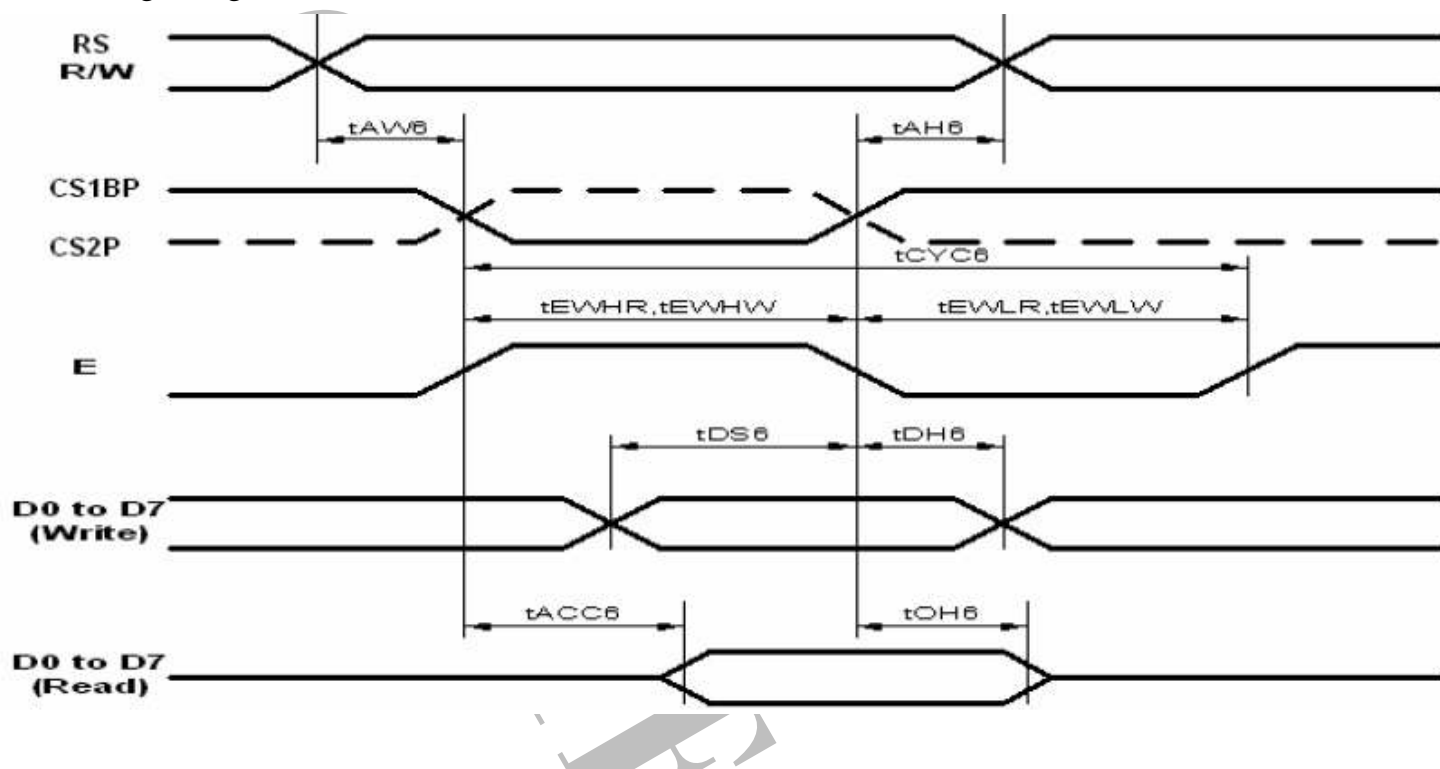 RS
R/W
tAW6
tAH6
CS1BP
CS2P
tCYC6
tEWHR,tEWHW
tEWLR,tEWLW
E
tDS6
tDH6
D0 to D7
(Write)
tACC6
tOH6
D0 to D7
(Read)